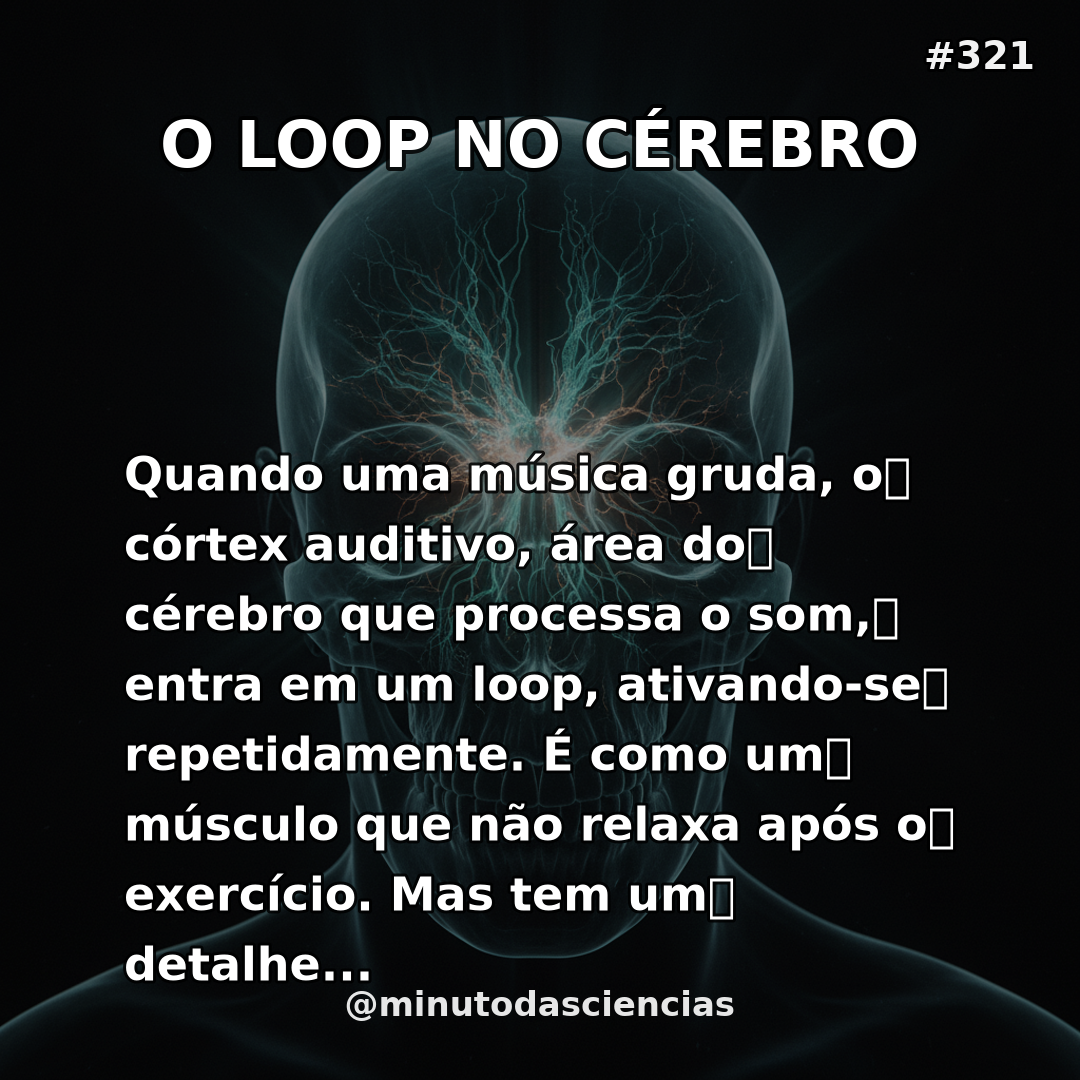 #321
O LOOP NO CÉREBRO
Quando uma música gruda, o▯
córtex auditivo, área do▯
cérebro que processa o som,▯
entra em um loop, ativando-se▯
repetidamente. É como um▯
músculo que não relaxa após o▯
exercício. Mas tem um▯
detalhe...
@minutodasciencias